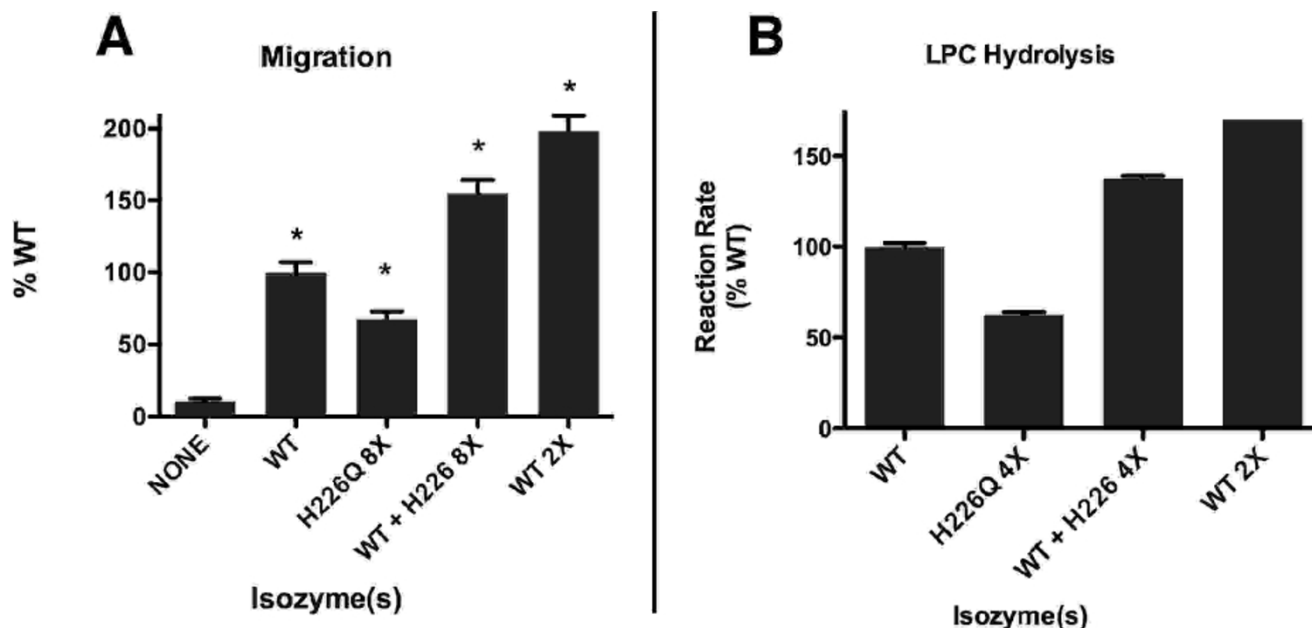 A
Migration
% WT
200
150
100
50
0
*
*
*
*
NONE
WT
H226Q 8X
WT + H226 8X
WT 2X
Isozyme(s)
B
LPC Hydrolysis
Reaction Rate
(% WT)
150
100
50
0
WT
H226Q 4X
WT + H226 4X
WT 2X
Isozyme(s)